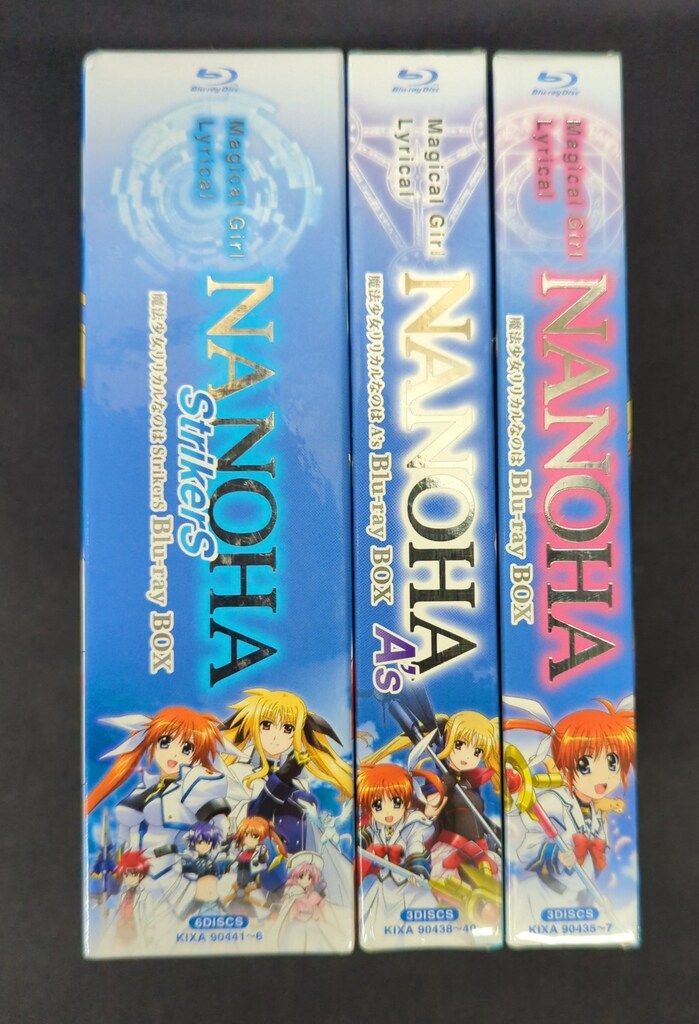 Blu-ray Disc
Magical Girl
Lyrical
NANOHA
StrikerS
魔法少女リリカルなのはStrikerS Blu-ray BOX
6DISCS
KIXA 90441~6
Blu-ray Disc
Magical Girl
Lyrical
NANOHA
A's
魔法少女リリカルなのは A's Blu-ray BOX
3DISCS
KIXA 90438~40
Blu-ray Disc
Magical Girl
Lyrical
NANOHA
魔法少女リリカルなのは Blu-ray BOX
3DISCS
KIXA 90435~7